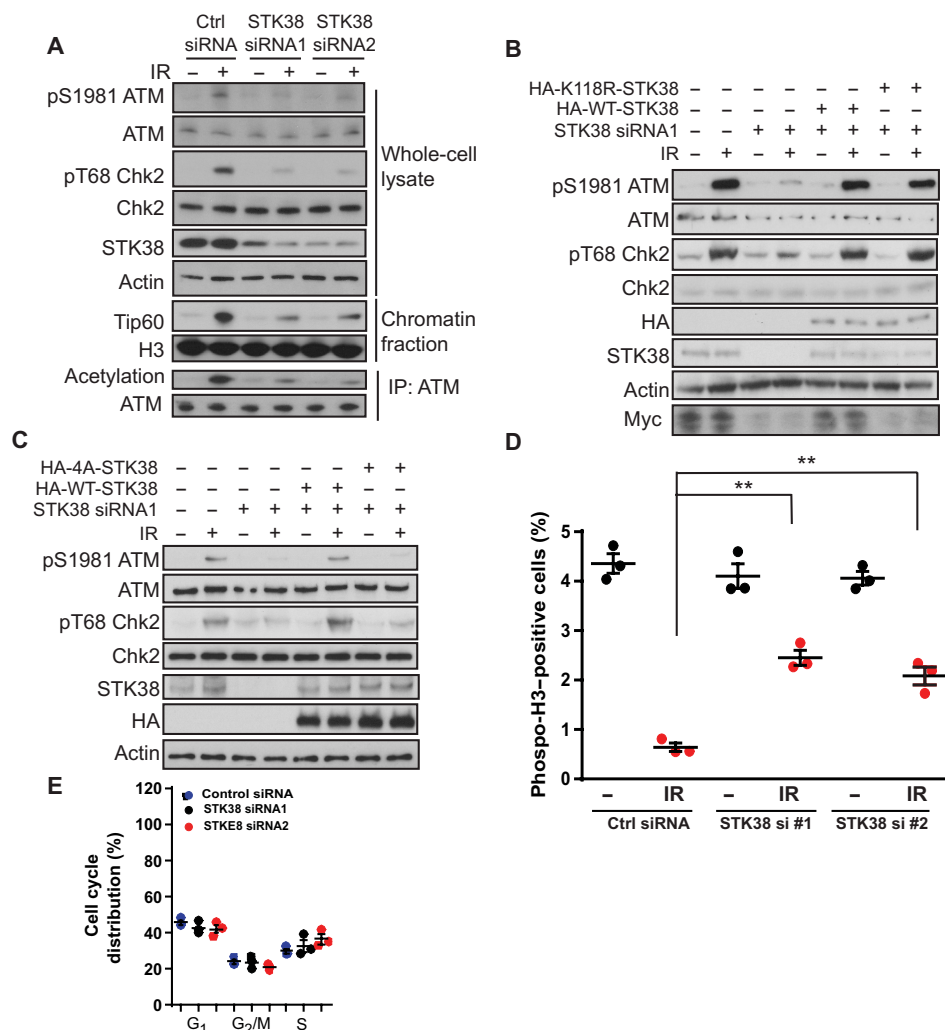 A
Ctrl siRNA
STK38 siRNA1
STK38 siRNA2
IR – + – + – +
pS1981 ATM
ATM
pT68 Chk2
Chk2
STK38
Actin
Whole-cell lysate
Tip60
H3
Chromatin fraction
Acetylation
ATM
IP: ATM
B
HA-K118R-STK38 – – – – – – + +
HA-WT-STK38 – – – – + + – –
STK38 siRNA1 – – + + + + + +
IR – + – + – + – +
pS1981 ATM
ATM
pT68 Chk2
Chk2
HA
STK38
Actin
Myc
C
HA-4A-STK38 – – – – – – + +
HA-WT-STK38 – – – – + + – –
STK38 siRNA1 – – + + + + + +
IR – + – + – + – +
pS1981 ATM
ATM
pT68 Chk2
Chk2
STK38
HA
Actin
D
**
**
Phospo-H3–positive cells (%)
5
4
3
2
1
0
– IR – IR – IR
Ctrl siRNA STK38 si #1 STK38 si #2
E
Control siRNA
STK38 siRNA1
STKE8 siRNA2
Cell cycle
distribution (%)
120
100
80
60
40
20
0
G1 G2/M S